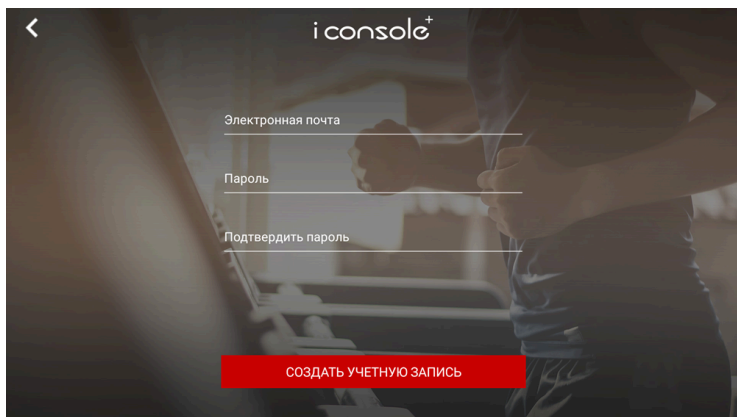 i console+
Электронная почта
Пароль
Подтвердить пароль
СОЗДАТЬ УЧЕТНУЮ ЗАПИСЬ